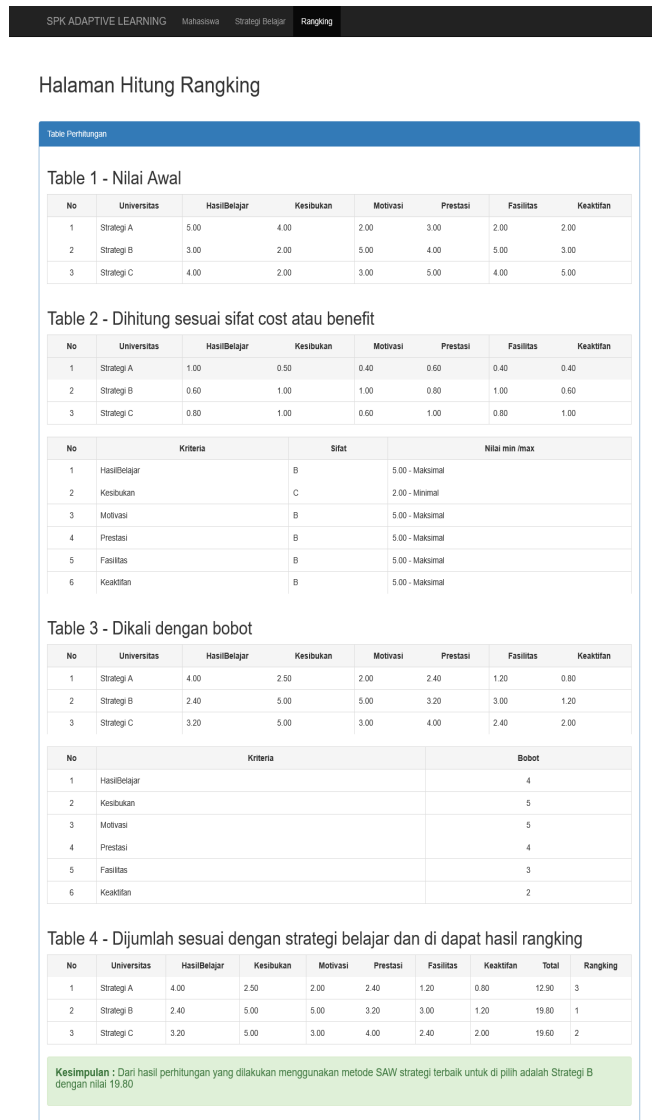 SPK ADAPTIVE LEARNING Mahasiswa Strategi Belajar Rangking
Halaman Hitung Rangking
Table Perhitungan
Table 1 - Nilai Awal
No Universitas HasilBelajar Kesibukan Motivasi Prestasi Fasilitas Keaktifan
1 Strategi A 5.00 4.00 2.00 3.00 2.00 2.00
2 Strategi B 3.00 2.00 5.00 4.00 5.00 3.00
3 Strategi C 4.00 2.00 3.00 5.00 4.00 5.00
Table 2 - Dihitung sesuai sifat cost atau benefit
No Universitas HasilBelajar Kesibukan Motivasi Prestasi Fasilitas Keaktifan
1 Strategi A 1.00 0.50 0.40 0.60 0.40 0.40
2 Strategi B 0.60 1.00 1.00 0.80 1.00 0.60
3 Strategi C 0.80 1.00 0.60 1.00 0.80 1.00
No Kriteria Sifat Nilai min /max
1 HasilBelajar B 5.00 - Maksimal
2 Kesibukan C 2.00 - Minimal
3 Motivasi B 5.00 - Maksimal
4 Prestasi B 5.00 - Maksimal
5 Fasilitas B 5.00 - Maksimal
6 Keaktifan B 5.00 - Maksimal
Table 3 - Dikali dengan bobot
No Universitas HasilBelajar Kesibukan Motivasi Prestasi Fasilitas Keaktifan
1 Strategi A 4.00 2.50 2.00 2.40 1.20 0.80
2 Strategi B 2.40 5.00 5.00 3.20 3.00 1.20
3 Strategi C 3.20 5.00 3.00 4.00 2.40 2.00
No Kriteria Bobot
1 HasilBelajar 4
2 Kesibukan 5
3 Motivasi 5
4 Prestasi 4
5 Fasilitas 3
6 Keaktifan 2
Table 4 - Dijumlah sesuai dengan strategi belajar dan di dapat hasil rangking
No Universitas HasilBelajar Kesibukan Motivasi Prestasi Fasilitas Keaktifan Total Rangking
1 Strategi A 4.00 2.50 2.00 2.40 1.20 0.80 12.90 3
2 Strategi B 2.40 5.00 5.00 3.20 3.00 1.20 19.80 1
3 Strategi C 3.20 5.00 3.00 4.00 2.40 2.00 19.60 2
Kesimpulan : Dari hasil perhitungan yang dilakukan menggunakan metode SAW strategi terbaik untuk di pilih adalah Strategi B
dengan nilai 19.80